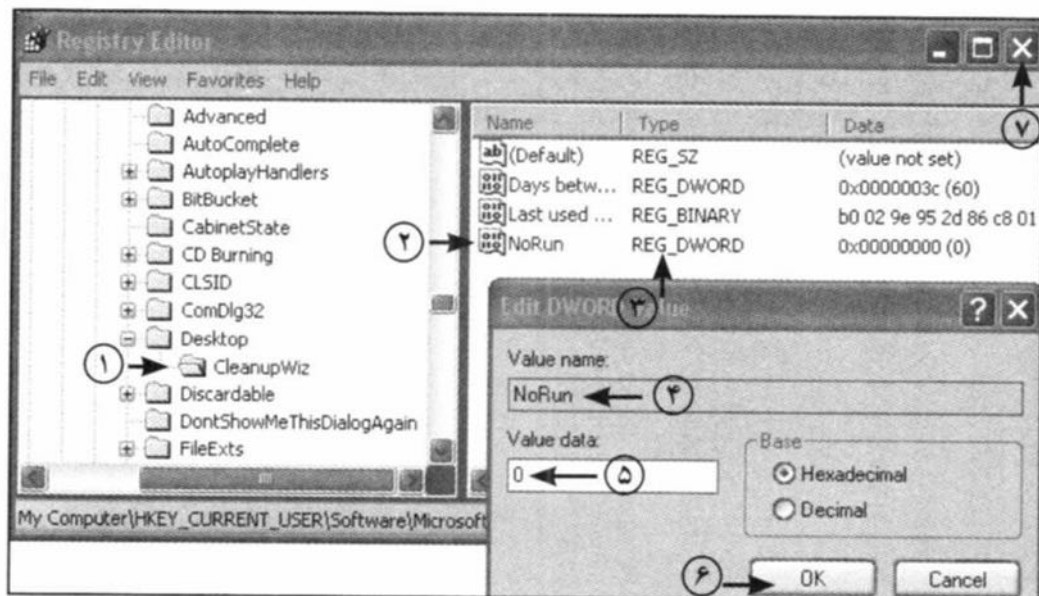 Registry Editor
File Edit View Favorites Help
۷
Advanced
AutoComplete
AutoplayHandlers
BitBucket
CabinetState
CD Burning
CLSID
ComDlg32
Desktop
۱ CleanupWiz
Discardable
DontShowMeThisDialogAgain
FileExts
Name Type Data
(Default) REG_SZ (value not set)
Days betw... REG_DWORD 0x0000003c (60)
Last used ... REG_BINARY b0 02 9e 95 2d 86 c8 01
۲ NoRun REG_DWORD 0x00000000 (0)
۳
Edit DWORD Value
Value name:
NoRun ۴
Value data:
0 ۵
Base
Hexadecimal
Decimal
۶ OK Cancel
My Computer\HKEY_CURRENT_USER\Software\Microsoft